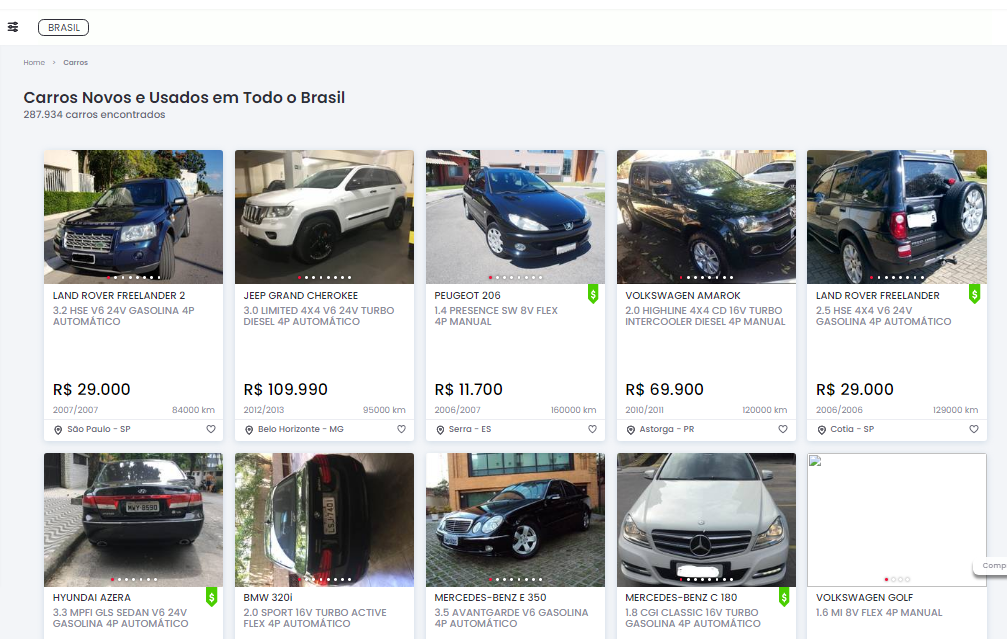 BRASIL
Home > Carros
Carros Novos e Usados em Todo o Brasil
287.934 carros encontrados
LAND ROVER FREELANDER 2
3.2 HSE V6 24V GASOLINA 4P
AUTOMÁTICO
R$ 29.000
2007/2007 84000 km
São Paulo - SP
JEEP GRAND CHEROKEE
3.0 LIMITED 4X4 V6 24V TURBO
DIESEL 4P AUTOMÁTICO
R$ 109.990
2012/2013 95000 km
Belo Horizonte - MG
PEUGEOT 206
$
1.4 PRESENCE SW 8V FLEX
4P MANUAL
R$ 11.700
2006/2007 160000 km
Serra - ES
VOLKSWAGEN AMAROK
2.0 HIGHLINE 4X4 CD 16V TURBO
INTERCOOLER DIESEL 4P MANUAL
R$ 69.900
2010/2011 120000 km
Astorga - PR
LAND ROVER FREELANDER
$
2.5 HSE 4X4 V6 24V
GASOLINA 4P AUTOMÁTICO
R$ 29.000
2006/2006 129000 km
Cotia - SP
MWY-8590
HYUNDAI AZERA
$
3.3 MPFI GLS SEDAN V6 24V
GASOLINA 4P AUTOMÁTICO
BMW 320i
2.0 SPORT 16V TURBO ACTIVE
FLEX 4P AUTOMÁTICO
MERCEDES-BENZ E 350
3.5 AVANTGARDE V6 GASOLINA
4P AUTOMÁTICO
MERCEDES-BENZ C 180
$
1.8 CGI CLASSIC 16V TURBO
GASOLINA 4P AUTOMÁTICO
VOLKSWAGEN GOLF
1.6 MI 8V FLEX 4P MANUAL
Comp